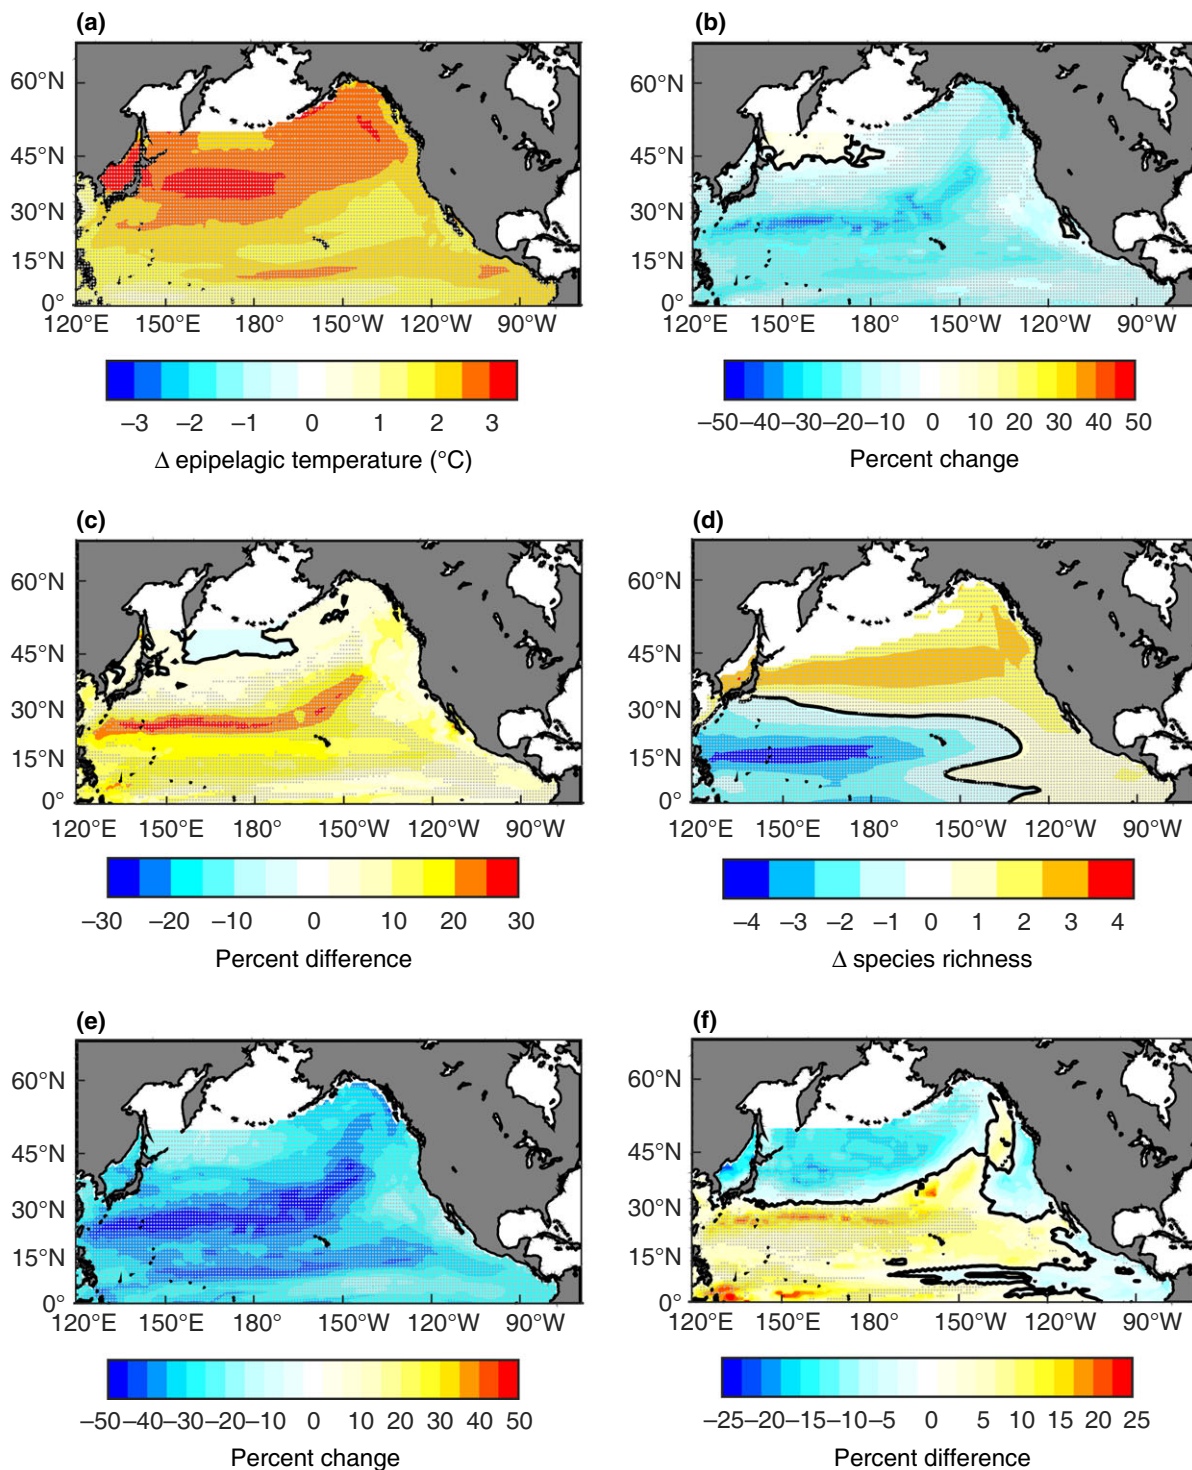 (a)
(b)
60°N
45°N
30°N
15°N
0°
120°E 150°E 180° 150°W 120°W 90°W
60°N
45°N
30°N
15°N
0°
120°E 150°E 180° 150°W 120°W 90°W
–3 –2 –1 0 1 2 3
Δ epipelagic temperature (°C)
–50–40–30–20–10 0 10 20 30 40 50
Percent change
(c)
(d)
60°N
45°N
30°N
15°N
0°
120°E 150°E 180° 150°W 120°W 90°W
60°N
45°N
30°N
15°N
0°
120°E 150°E 180° 150°W 120°W 90°W
–30 –20 –10 0 10 20 30
Percent difference
–4 –3 –2 –1 0 1 2 3 4
Δ species richness
(e)
(f)
60°N
45°N
30°N
15°N
0°
120°E 150°E 180° 150°W 120°W 90°W
60°N
45°N
30°N
15°N
0°
120°E 150°E 180° 150°W 120°W 90°W
–50–40–30–20–10 0 10 20 30 40 50
Percent change
–25–20–15–10–5 0 5 10 15 20 25
Percent difference